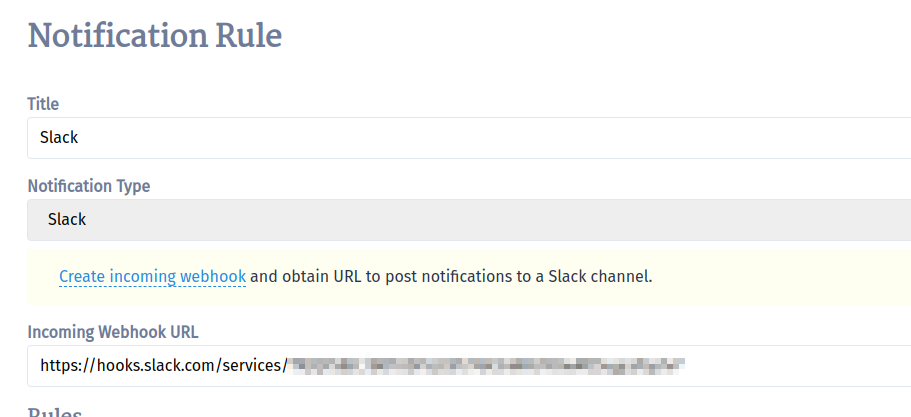 Notification Rule
Title
Slack
Notification Type
Slack
Create incoming webhook and obtain URL to post notifications to a Slack channel.
Incoming Webhook URL
https://hooks.slack.com/services/
Rules